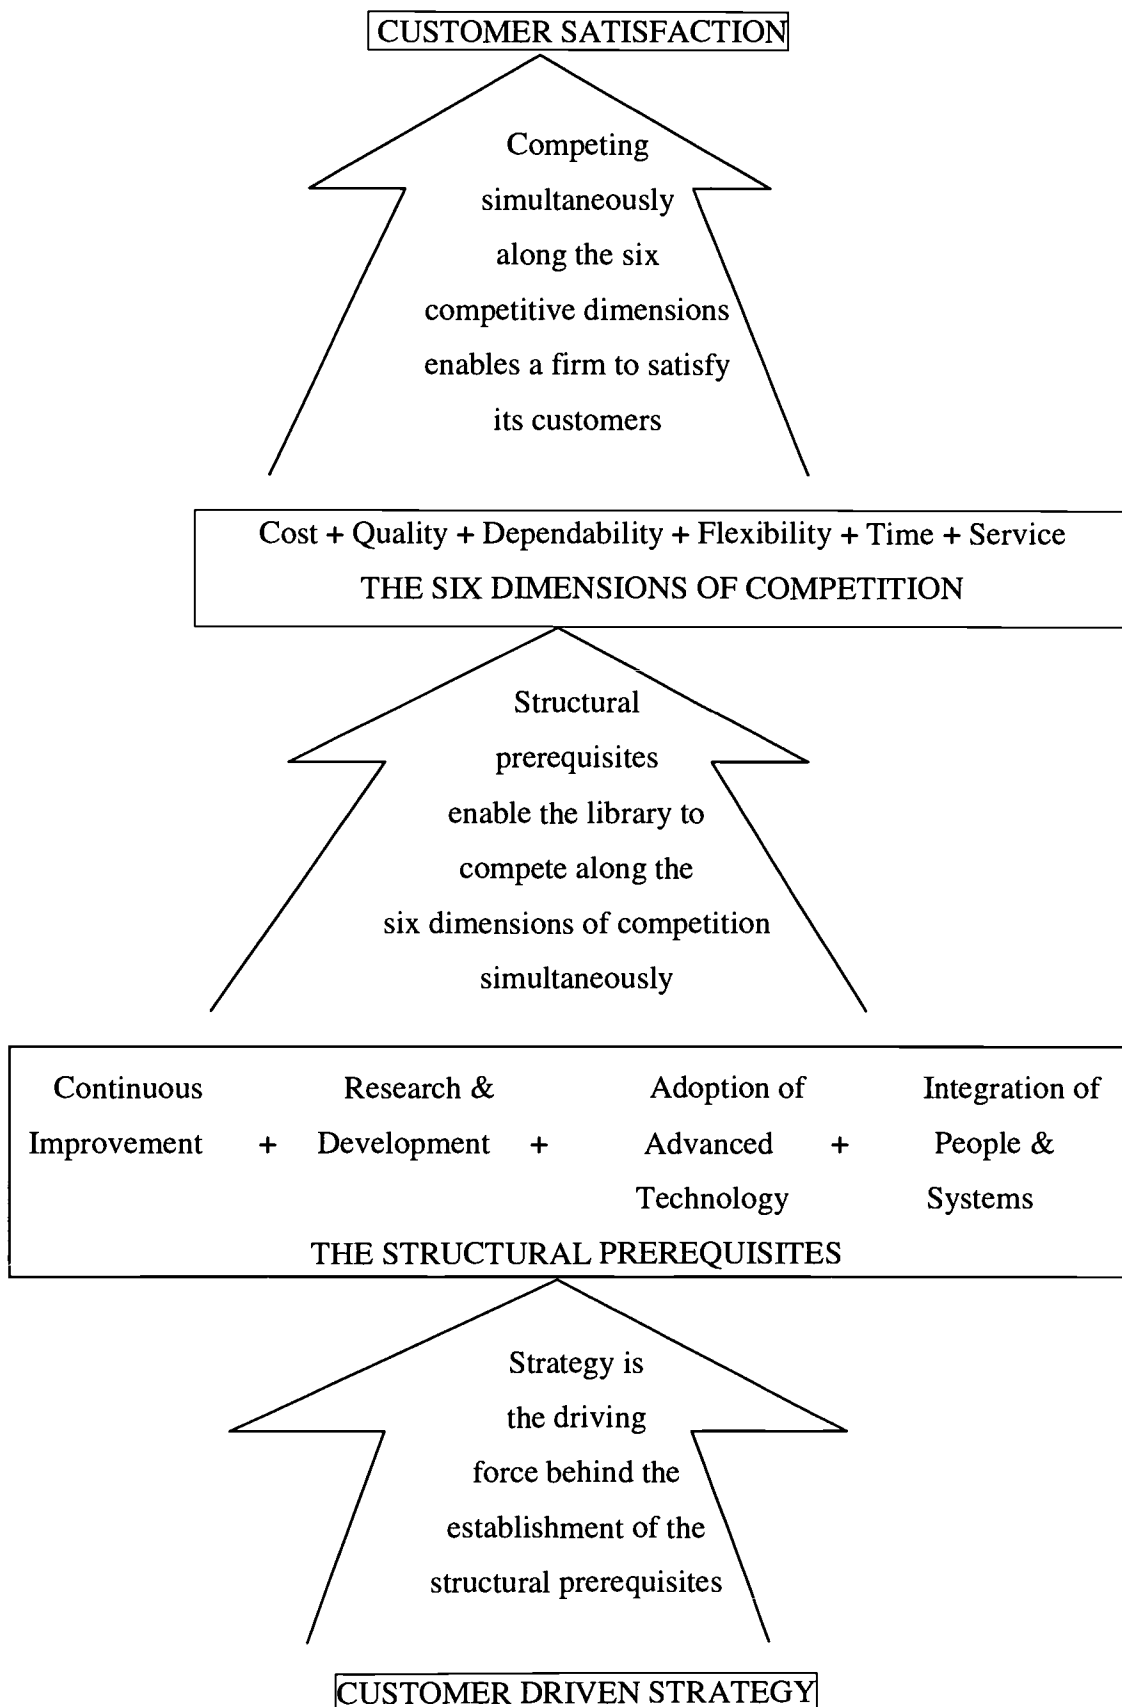 CUSTOMER SATISFACTION
Competing
simultaneously
along the six
competitive dimensions
enables a firm to satisfy
its customers
Cost + Quality + Dependability + Flexibility + Time + Service
THE SIX DIMENSIONS OF COMPETITION
Structural
prerequisites
enable the library to
compete along the
six dimensions of competition
simultaneously
Continuous Research & Adoption of Integration of
Improvement + Development + Advanced + People &
Technology Systems
THE STRUCTURAL PREREQUISITES
Strategy is
the driving
force behind the
establishment of the
structural prerequisites
CUSTOMER DRIVEN STRATEGY